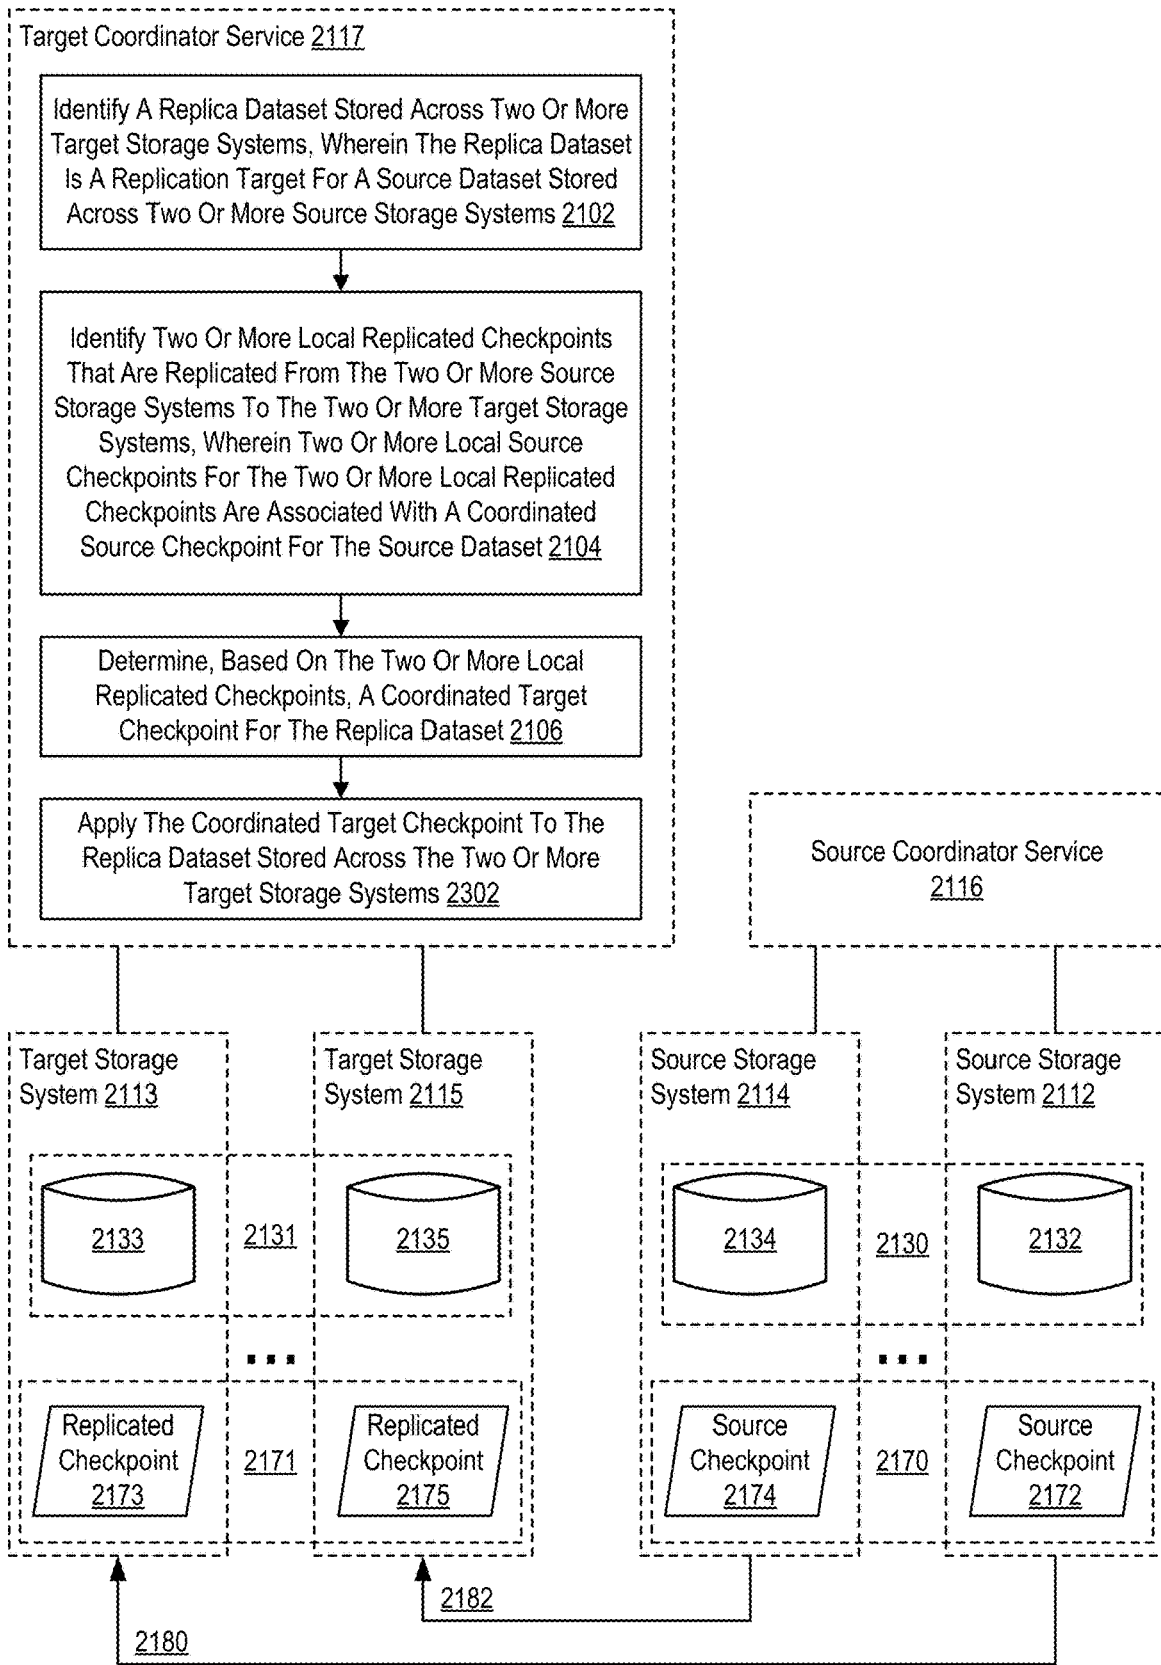 Target Coordinator Service 2117
Identify A Replica Dataset Stored Across Two Or More
Target Storage Systems, Wherein The Replica Dataset
Is A Replication Target For A Source Dataset Stored
Across Two Or More Source Storage Systems 2102
Identify Two Or More Local Replicated Checkpoints
That Are Replicated From The Two Or More Source
Storage Systems To The Two Or More Target Storage
Systems, Wherein Two Or More Local Source
Checkpoints For The Two Or More Local Replicated
Checkpoints Are Associated With A Coordinated
Source Checkpoint For The Source Dataset 2104
Determine, Based On The Two Or More Local
Replicated Checkpoints, A Coordinated Target
Checkpoint For The Replica Dataset 2106
Apply The Coordinated Target Checkpoint To The
Replica Dataset Stored Across The Two Or More
Target Storage Systems 2302
Source Coordinator Service
2116
Target Storage
System 2113
Target Storage
System 2115
Source Storage
System 2114
Source Storage
System 2112
2133
2131
2135
2134
2130
2132
Replicated
Checkpoint
2173
2171
Replicated
Checkpoint
2175
Source
Checkpoint
2174
2170
Source
Checkpoint
2172
2182
2180